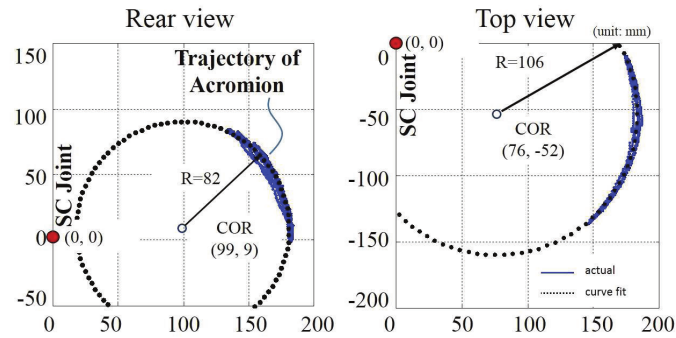 Rear view
150
100
50
0
-50
0
50
100
150
200
SC Joint
(0, 0)
Trajectory of
Acromion
R=82
COR
(99, 9)
Top view
(unit: mm)
0
-50
-100
-150
-200
0
50
100
150
200
(0, 0)
SC Joint
R=106
COR
(76, -52)
actual
curve fit